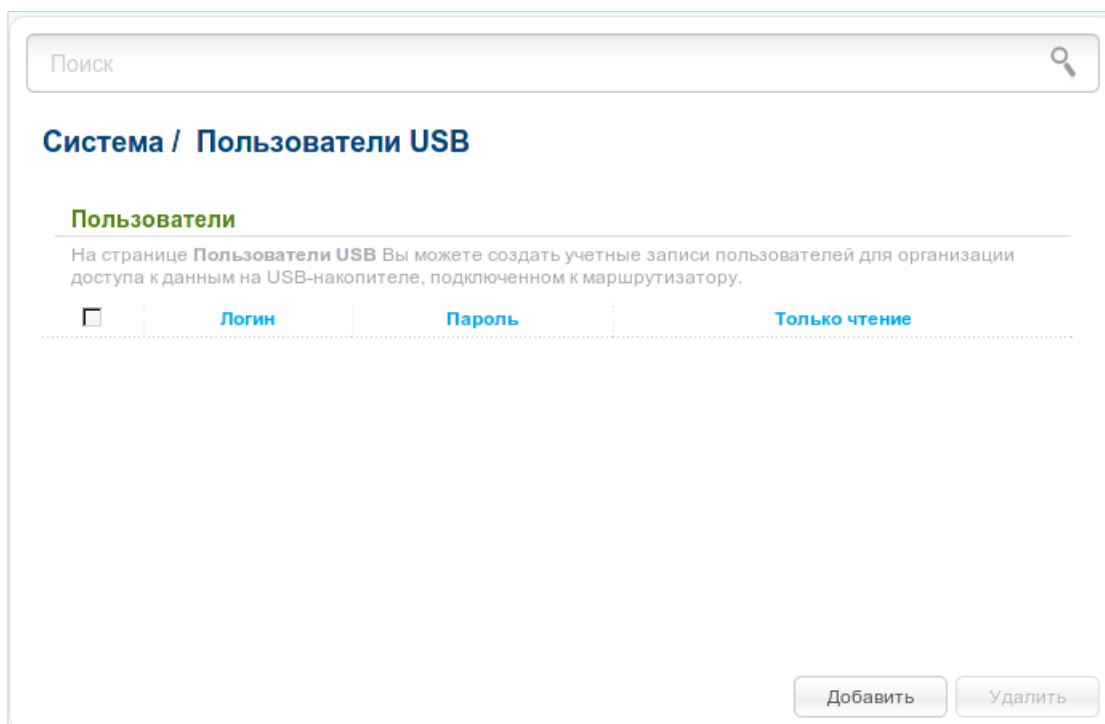 Поиск
Система / Пользователи USB
Пользователи
На странице Пользователи USB Вы можете создать учетные записи пользователей для организации
доступа к данным на USB-накопителе, подключенном к маршрутизатору.
Логин Пароль Только чтение
Добавить Удалить